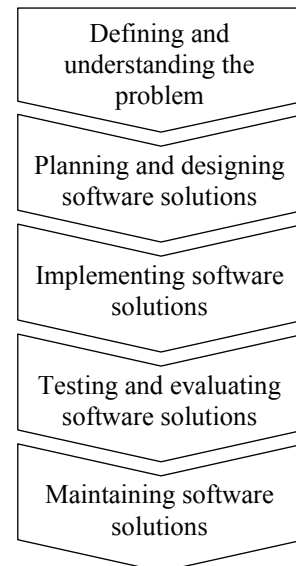 Defining and
understanding the
problem
Planning and designing
software solutions
Implementing software
solutions
Testing and evaluating
software solutions
Maintaining software
solutions